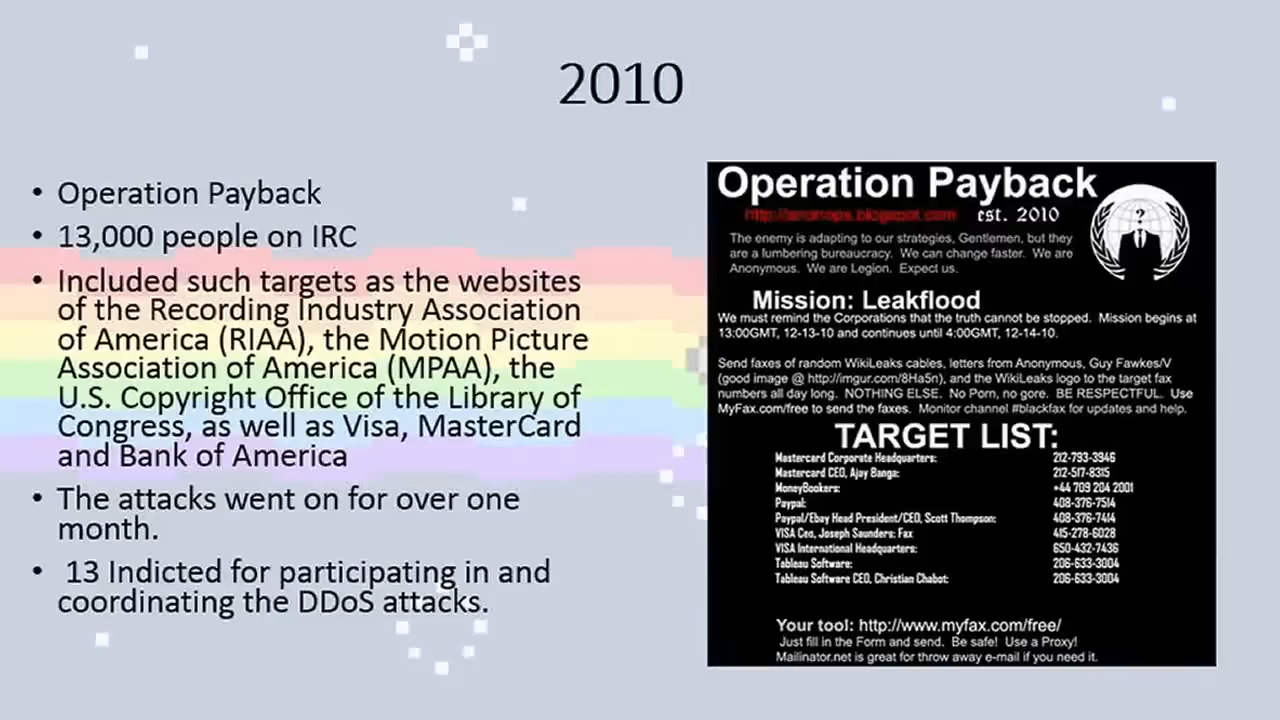 2010
• Operation Payback
• 13,000 people on IRC
• Included such targets as the websites
of the Recording Industry Association
of America (RIAA), the Motion Picture
Association of America (MPAA), the
U.S. Copyright Office of the Library of
Congress, as well as Visa, MasterCard
and Bank of America
• The attacks went on for over one
month.
• 13 Indicted for participating in and
coordinating the DDoS attacks.
Operation Payback
http://anonops.blogspot.com est. 2010
The enemy is adapting to our strategies, Gentlemen, but they
are a lumbering bureaucracy. We can change faster. We are
Anonymous. We are Legion. Expect us.
?
Mission: Leakflood
We must remind the Corporations that the truth cannot be stopped. Mission begins at
13:00GMT, 12-13-10 and continues until 4:00GMT, 12-14-10.
Send faxes of random WikiLeaks cables, letters from Anonymous, Guy Fawkes/V
(good image @ http://imgur.com/8Ha5n), and the WikiLeaks logo to the target fax
numbers all day long. NOTHING ELSE. No Porn, no gore. BE RESPECTFUL. Use
MyFax.com/free to send the faxes. Monitor channel #blackfax for updates and help.
TARGET LIST:
Mastercard Corporate Headquarters: 212-793-3946
Mastercard CEO, Ajay Banga: 212-517-8315
MoneyBookers: +44 709 204 2001
Paypal: 408-376-7514
Paypal/Ebay Head President/CEO, Scott Thompson: 408-376-7414
VISA Ceo, Joseph Saunders: Fax 415-278-6028
VISA International Headquarters: 650-432-7436
Tableau Software: 206-633-3004
Tableau Software CEO, Christian Chabot: 206-633-3004
Your tool: http://www.myfax.com/free/
Just fill in the Form and send. Be safe! Use a Proxy!
Mailinator.net is great for throw away e-mail if you need it.